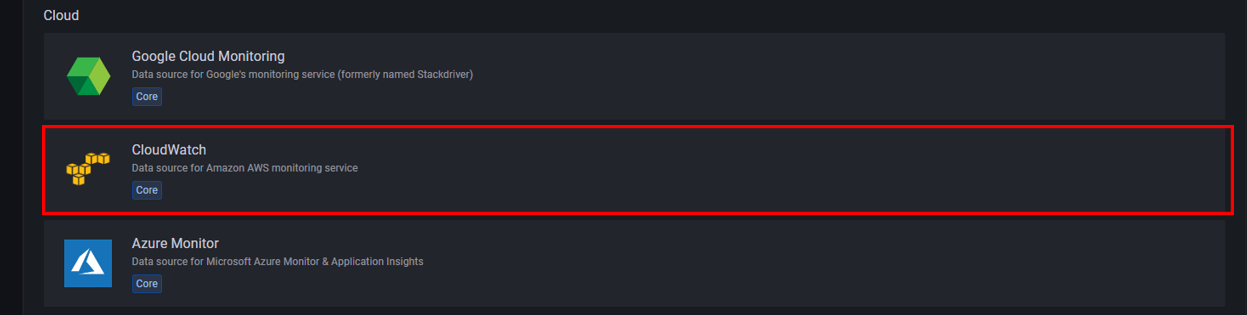 Cloud
Google Cloud Monitoring
Data source for Google's monitoring service (formerly named Stackdriver)
Core
CloudWatch
Data source for Amazon AWS monitoring service
Core
Azure Monitor
Data source for Microsoft Azure Monitor & Application Insights
Core